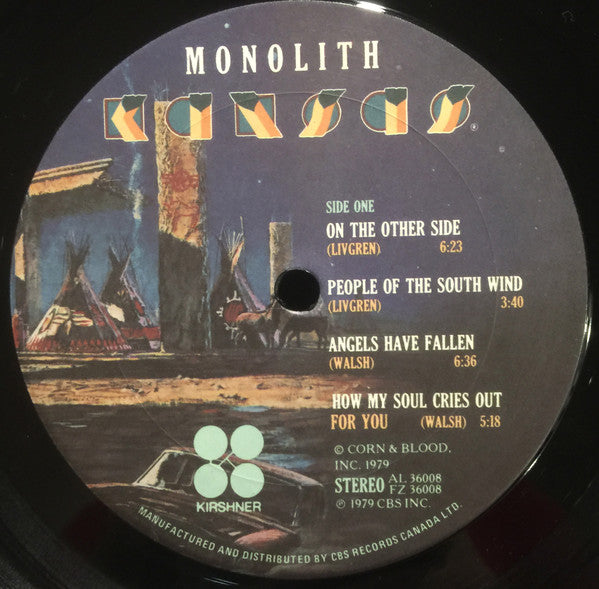 MONOLITH
KANSAS®
SIDE ONE
ON THE OTHER SIDE
(LIVGREN) 6:23
PEOPLE OF THE SOUTH WIND
(LIVGREN) 3:40
ANGELS HAVE FALLEN
(WALSH) 6:36
HOW MY SOUL CRIES OUT
FOR YOU (WALSH) 5:18
© CORN & BLOOD,
INC. 1979
STEREO AL 36008
FZ 36008
℗ 1979 CBS INC.
KIRSHNER
MANUFACTURED AND DISTRIBUTED BY CBS RECORDS CANADA LTD.